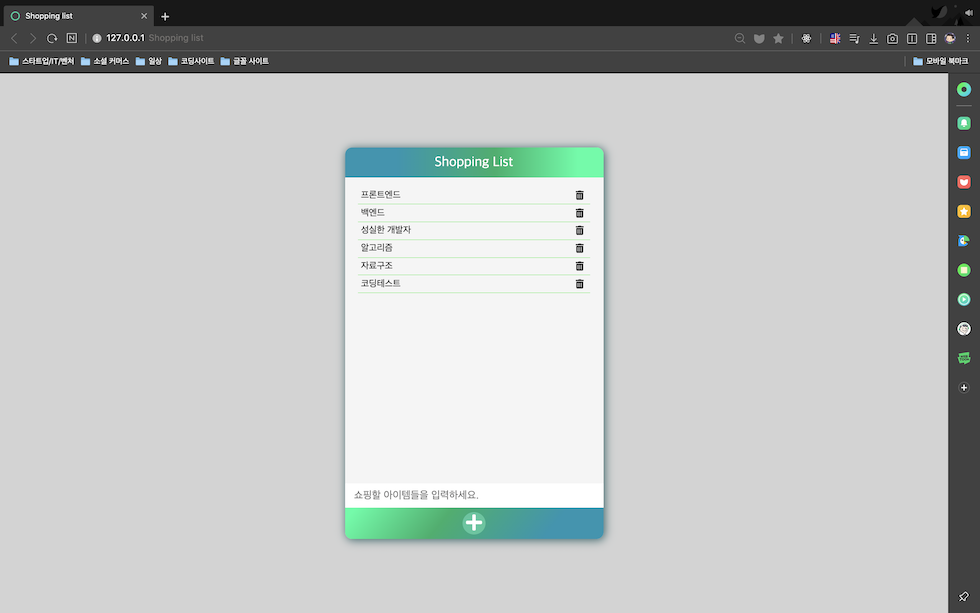 Shopping list
127.0.0.1 Shopping list
스타트업/IT/벤처 소셜 커머스 일상 코딩사이트 글꼴 사이트 모바일 북마크
Shopping List
프론트엔드
백엔드
성실한 개발자
알고리즘
자료구조
코딩테스트
쇼핑할 아이템들을 입력하세요.